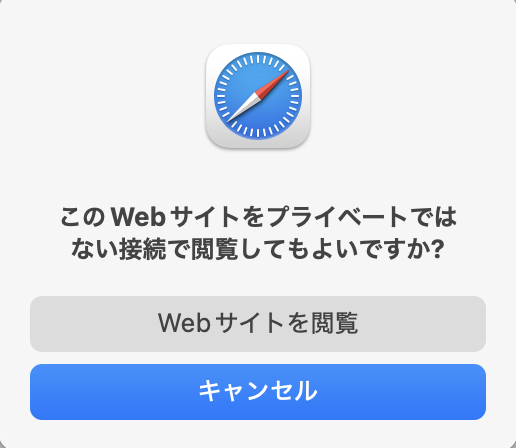 このWebサイトをプライベートでは
ない接続で閲覧してもよいですか?
Webサイトを閲覧
キャンセル